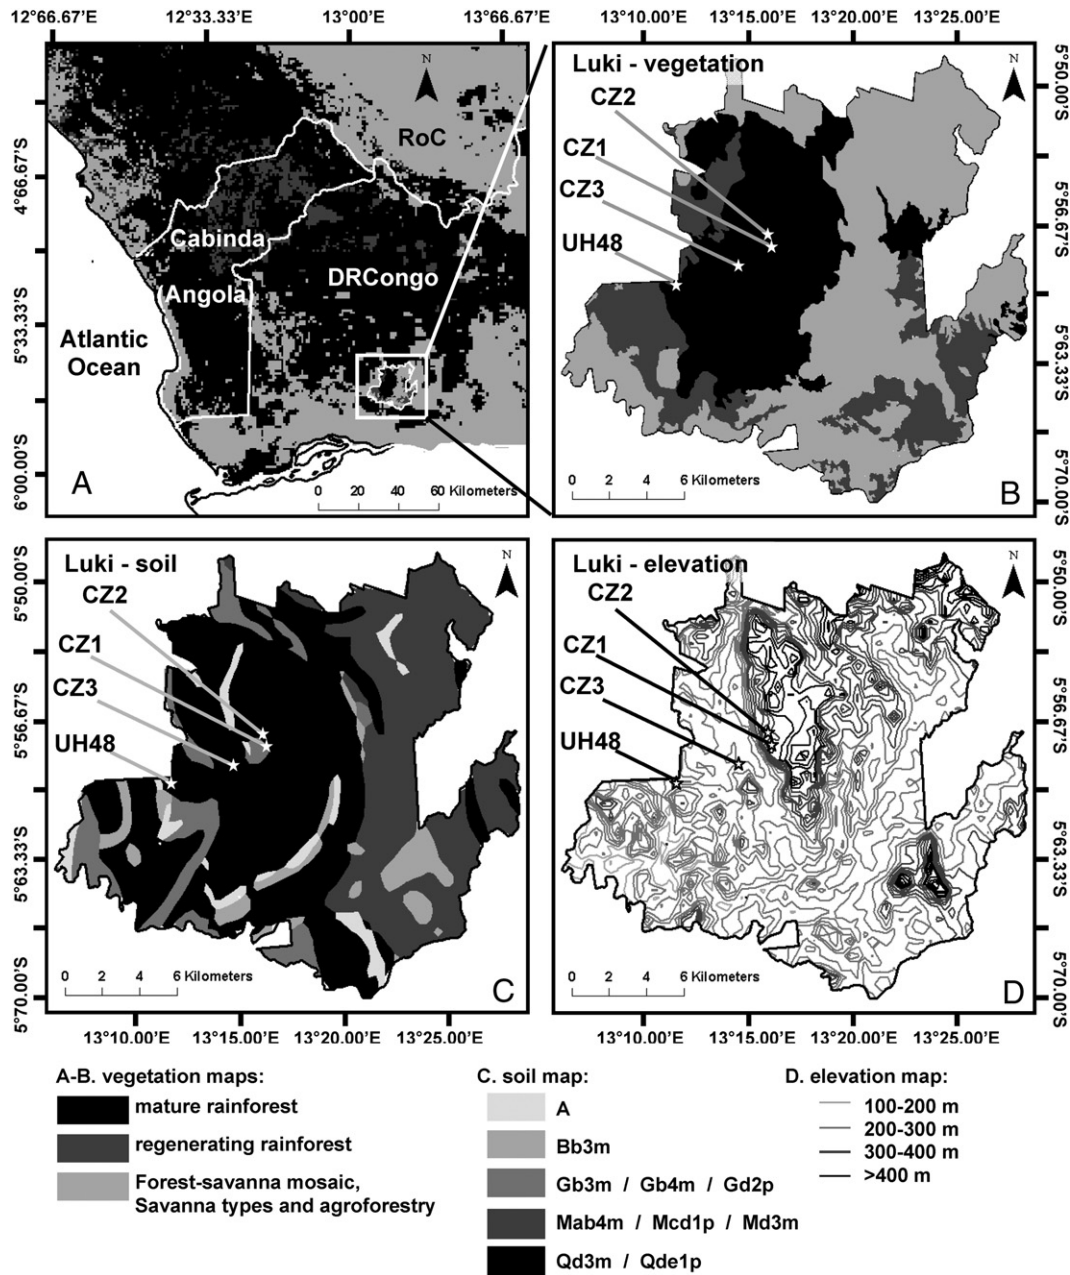 12°66.67'E 12°33.33'E 13°00'E 13°66.67'E
13°10.00'E 13°15.00'E 13°20.00'E 13°25.00'E
4°66.67'S
5°33.33'S
6°00.00'S
N
RoC
Cabinda
(Angola)
DRCongo
Atlantic
Ocean
A
0 20 40 60 Kilometers
Luki - vegetation
N
CZ2
CZ1
CZ3
UH48
0 2 4 6 Kilometers
B
5°50.00'S
5°56.67'S
5°63.33'S
5°70.00'S
5°50.00'S
5°56.67'S
5°63.33'S
5°70.00'S
Luki - soil
N
CZ2
CZ1
CZ3
UH48
0 2 4 6 Kilometers
C
Luki - elevation
N
CZ2
CZ1
CZ3
UH48
0 2 4 6 Kilometers
D
5°50.00'S
5°56.67'S
5°63.33'S
5°70.00'S
13°10.00'E 13°15.00'E 13°20.00'E 13°25.00'E
13°10.00'E 13°15.00'E 13°20.00'E 13°25.00'E
A-B. vegetation maps:
mature rainforest
regenerating rainforest
Forest-savanna mosaic,
Savanna types and agroforestry
C. soil map:
A
Bb3m
Gb3m / Gb4m / Gd2p
Mab4m / Mcd1p / Md3m
Qd3m / Qde1p
D. elevation map:
100-200 m
200-300 m
300-400 m
>400 m